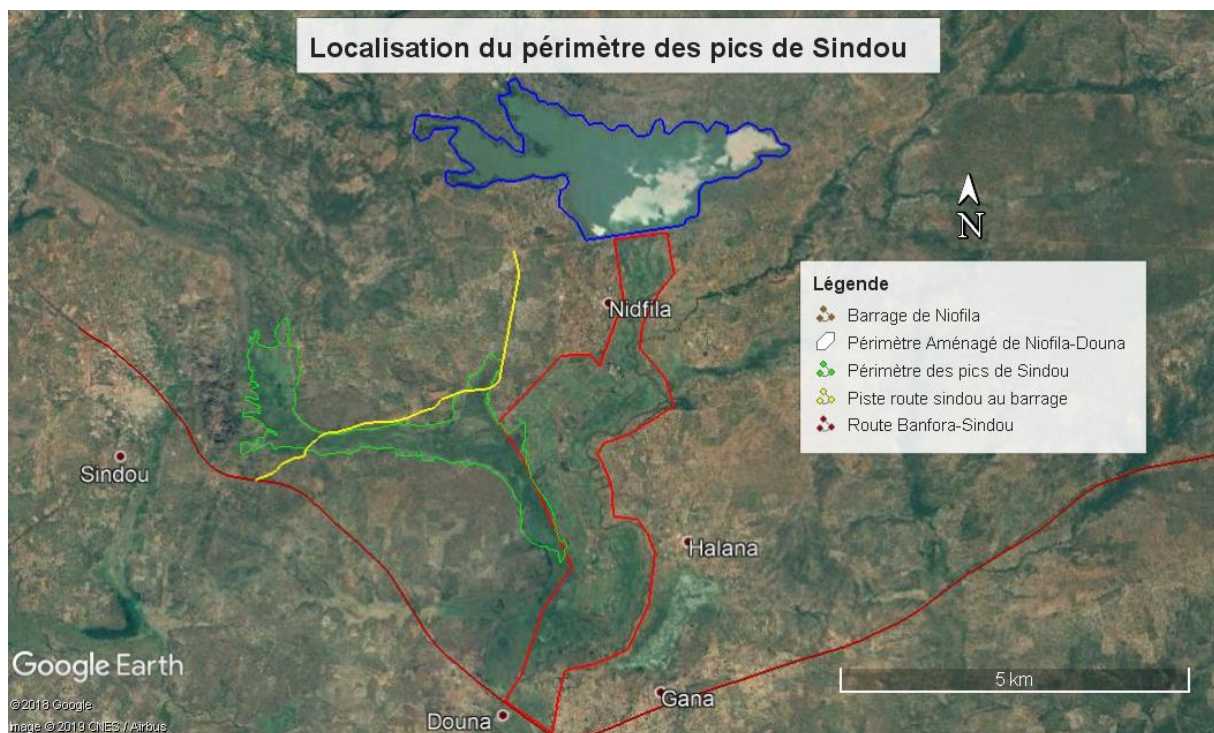 Localisation du périmètre des pics de Sindou
N
Nidfila
Légende
Barrage de Niofila
Périmètre Aménagé de Niofila-Douna
Périmètre des pics de Sindou
Piste route sindou au barrage
Route Banfora-Sindou
Sindou
Halana
Google Earth
5 km
Gana
© 2018 Google
Douna
Image © 2019 CNES / Airbus